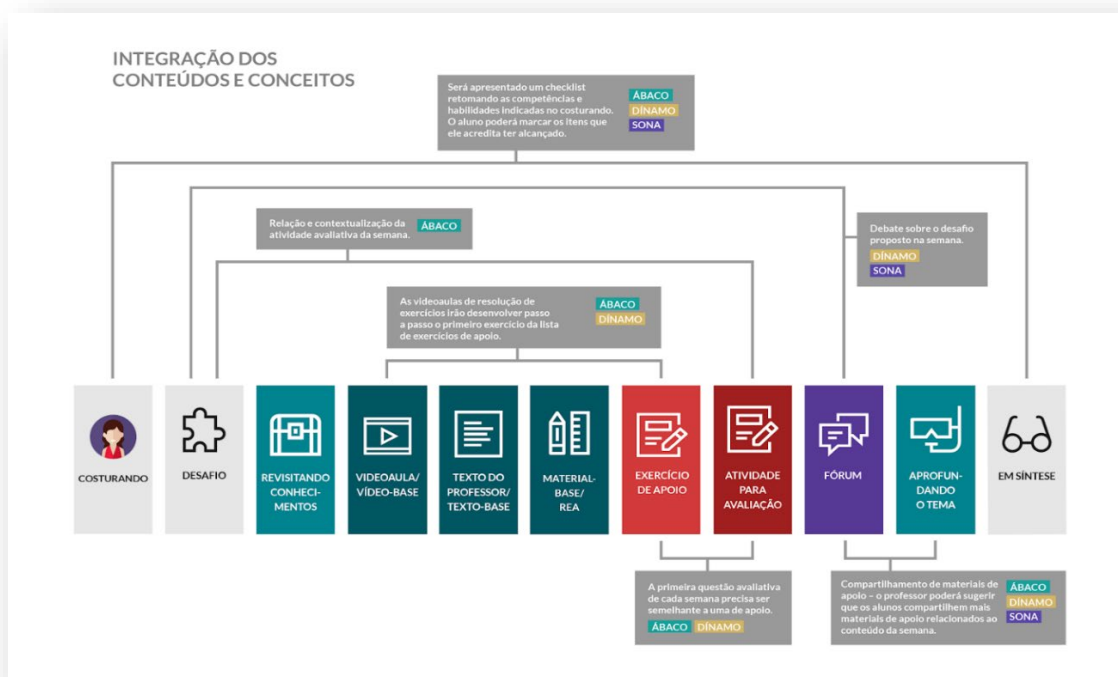 INTEGRAÇÃO DOS
CONTEÚDOS E CONCEITOS
Será apresentado um checklist
retomando as competências e
habilidades indicadas no costurando.
O aluno poderá marcar os itens que
ele acredita ter alcançado.
ÁBACO
DÍNAMO
SONA
Relação e contextualização da
atividade avaliativa da semana.
ÁBACO
Debate sobre o desafio
proposto na semana.
DÍNAMO
SONA
As videoaulas de resolução de
exercícios irão desenvolver passo
a passo o primeiro exercício da lista
de exercícios de apoio.
ÁBACO
DÍNAMO
COSTURANDO
DESAFIO
REVISITANDO
CONHECI-
MENTOS
VIDEOAULA/
VÍDEO-BASE
TEXTO DO
PROFESSOR/
TEXTO-BASE
MATERIAL-
BASE/
REA
EXERCÍCIO
DE APOIO
ATIVIDADE
PARA
AVALIAÇÃO
FÓRUM
APROFUN-
DANDO
O TEMA
EM SÍNTESE
A primeira questão avaliativa
de cada semana precisa ser
semelhante a uma de apoio.
ÁBACO DÍNAMO
Compartilhamento de materiais de
apoio – o professor poderá sugerir
que os alunos compartilhem mais
materiais de apoio relacionados ao
conteúdo da semana.
ÁBACO
DÍNAMO
SONA